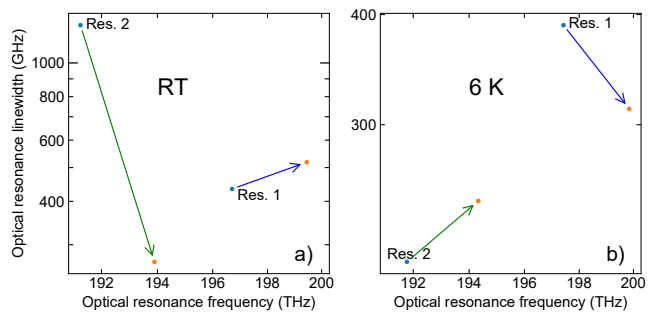 Optical resonance linewidth (GHz)
1000
800
600
400
Res. 2
RT
Res. 1
a)
192
194
196
198
200
Optical resonance frequency (THz)
400
300
Res. 1
6 K
Res. 2
b)
192
194
196
198
200
Optical resonance frequency (THz)